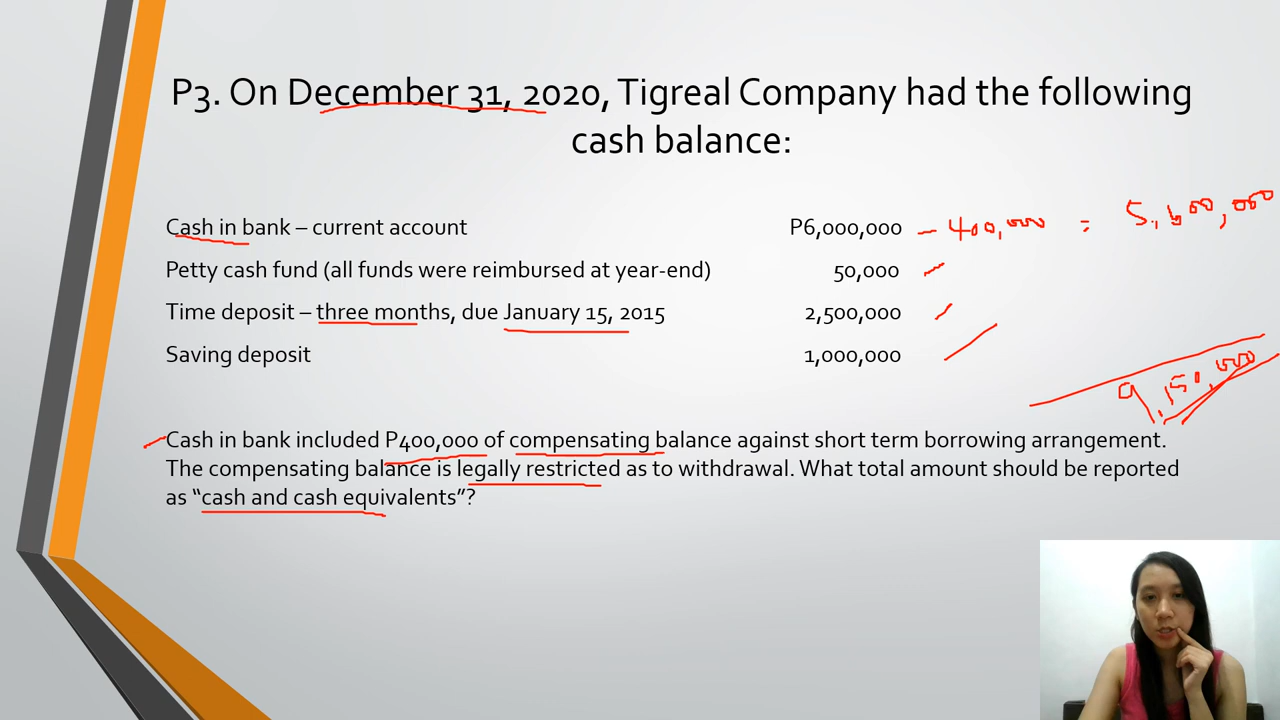 P3. On December 31, 2020, Tigreal Company had the following
cash balance:
Cash in bank – current account P6,000,000 – 400,000 = 5,600,000
Petty cash fund (all funds were reimbursed at year-end) 50,000
Time deposit – three months, due January 15, 2015 2,500,000
Saving deposit 1,000,000
9,150,000
Cash in bank included P400,000 of compensating balance against short term borrowing arrangement.
The compensating balance is legally restricted as to withdrawal. What total amount should be reported
as “cash and cash equivalents”?